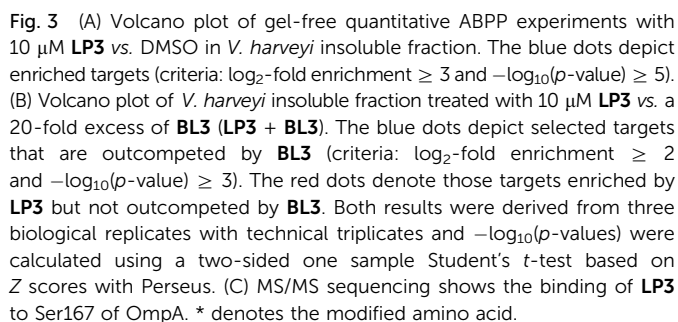 Fig. 3 (A) Volcano plot of gel-free quantitative ABPP experiments with
10 μM LP3 vs. DMSO in V. harveyi insoluble fraction. The blue dots depict
enriched targets (criteria: log₂-fold enrichment ≥ 3 and −log₁₀(p-value) ≥ 5).
(B) Volcano plot of V. harveyi insoluble fraction treated with 10 μM LP3 vs. a
20-fold excess of BL3 (LP3 + BL3). The blue dots depict selected targets
that are outcompeted by BL3 (criteria: log₂-fold enrichment ≥ 2
and −log₁₀(p-value) ≥ 3). The red dots denote those targets enriched by
LP3 but not outcompeted by BL3. Both results were derived from three
biological replicates with technical triplicates and −log₁₀(p-values) were
calculated using a two-sided one sample Student's t-test based on
Z scores with Perseus. (C) MS/MS sequencing shows the binding of LP3
to Ser167 of OmpA. * denotes the modified amino acid.